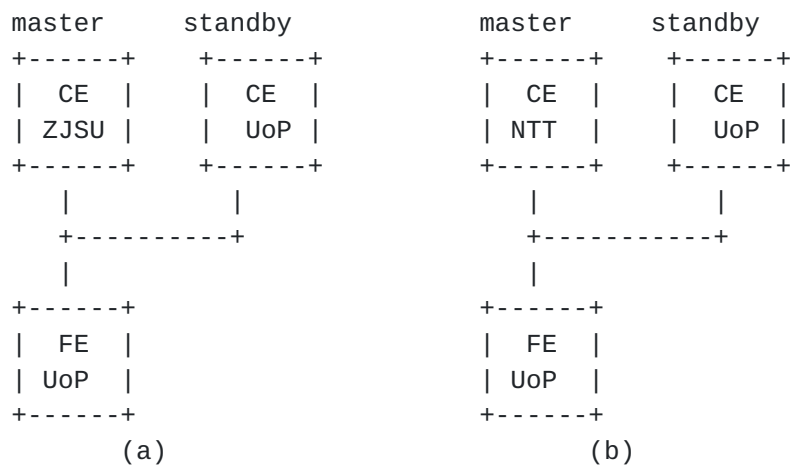 master     standby            master     standby
+------+    +------+          +------+    +------+
|  CE  |    |  CE  |          |  CE  |    |  CE  |
| ZJSU |    |  UoP |          | NTT  |    |  UoP |
+------+    +------+          +------+    +------+
   |          |                  |           |
   +----------+                  +-----------+
   |                             |
+------+                      +------+
|  FE  |                      |  FE  |
| UoP  |                      | UoP  |
+------+                      +------+
       (a)                           (b)